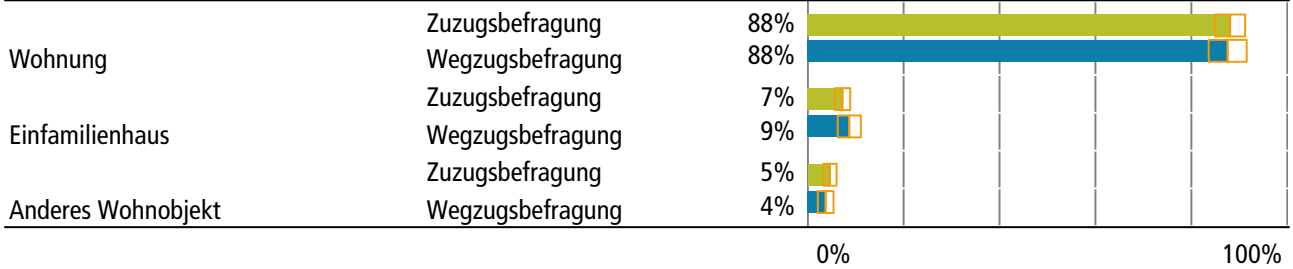 Zuzugsbefragung 88%
Wohnung Wegzugsbefragung 88%
Zuzugsbefragung 7%
Einfamilienhaus Wegzugsbefragung 9%
Zuzugsbefragung 5%
Anderes Wohnobjekt Wegzugsbefragung 4%
0% 100%